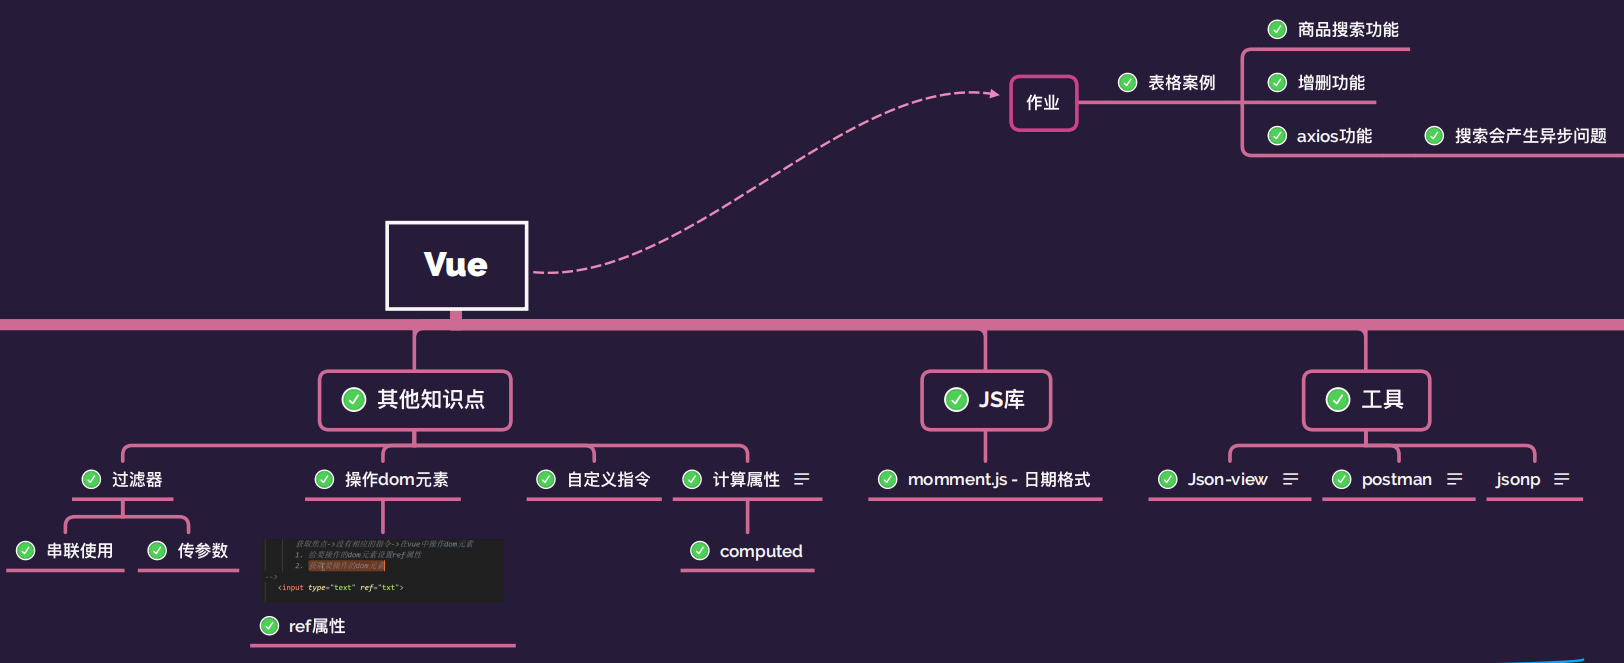 商品搜索功能
表格案例
增删功能
作业
axios功能
搜索会产生异步问题
Vue
其他知识点
JS库
工具
过滤器
操作dom元素
自定义指令
计算属性
momment.js - 日期格式
Json-view
postman
jsonp
串联使用
传参数
获取焦点->没有相应的指令->在vue中操作dom元素
1. 给要操作的dom元素设置ref属性
2. 获取要操作的dom元素
-->
<input type="text" ref="txt">
computed
ref属性